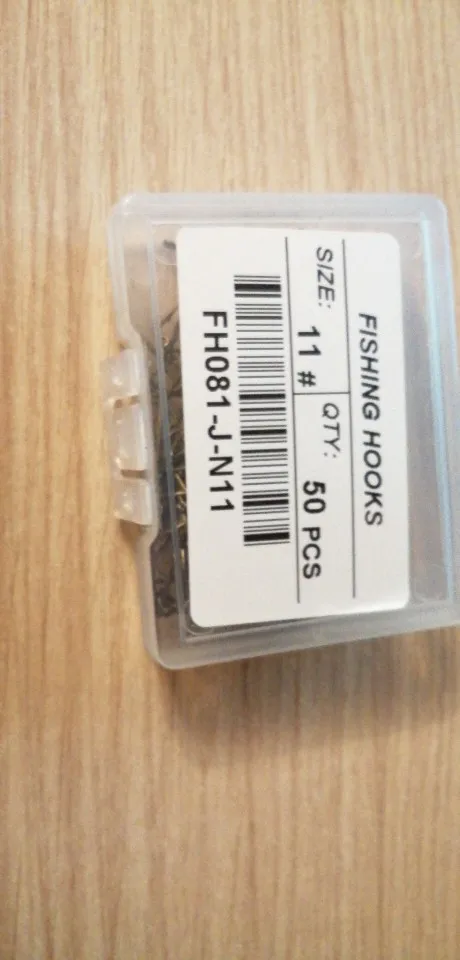 FISHING HOOKS
SIZE: 11 # QTY: 50 PCS
FH081-J-N11